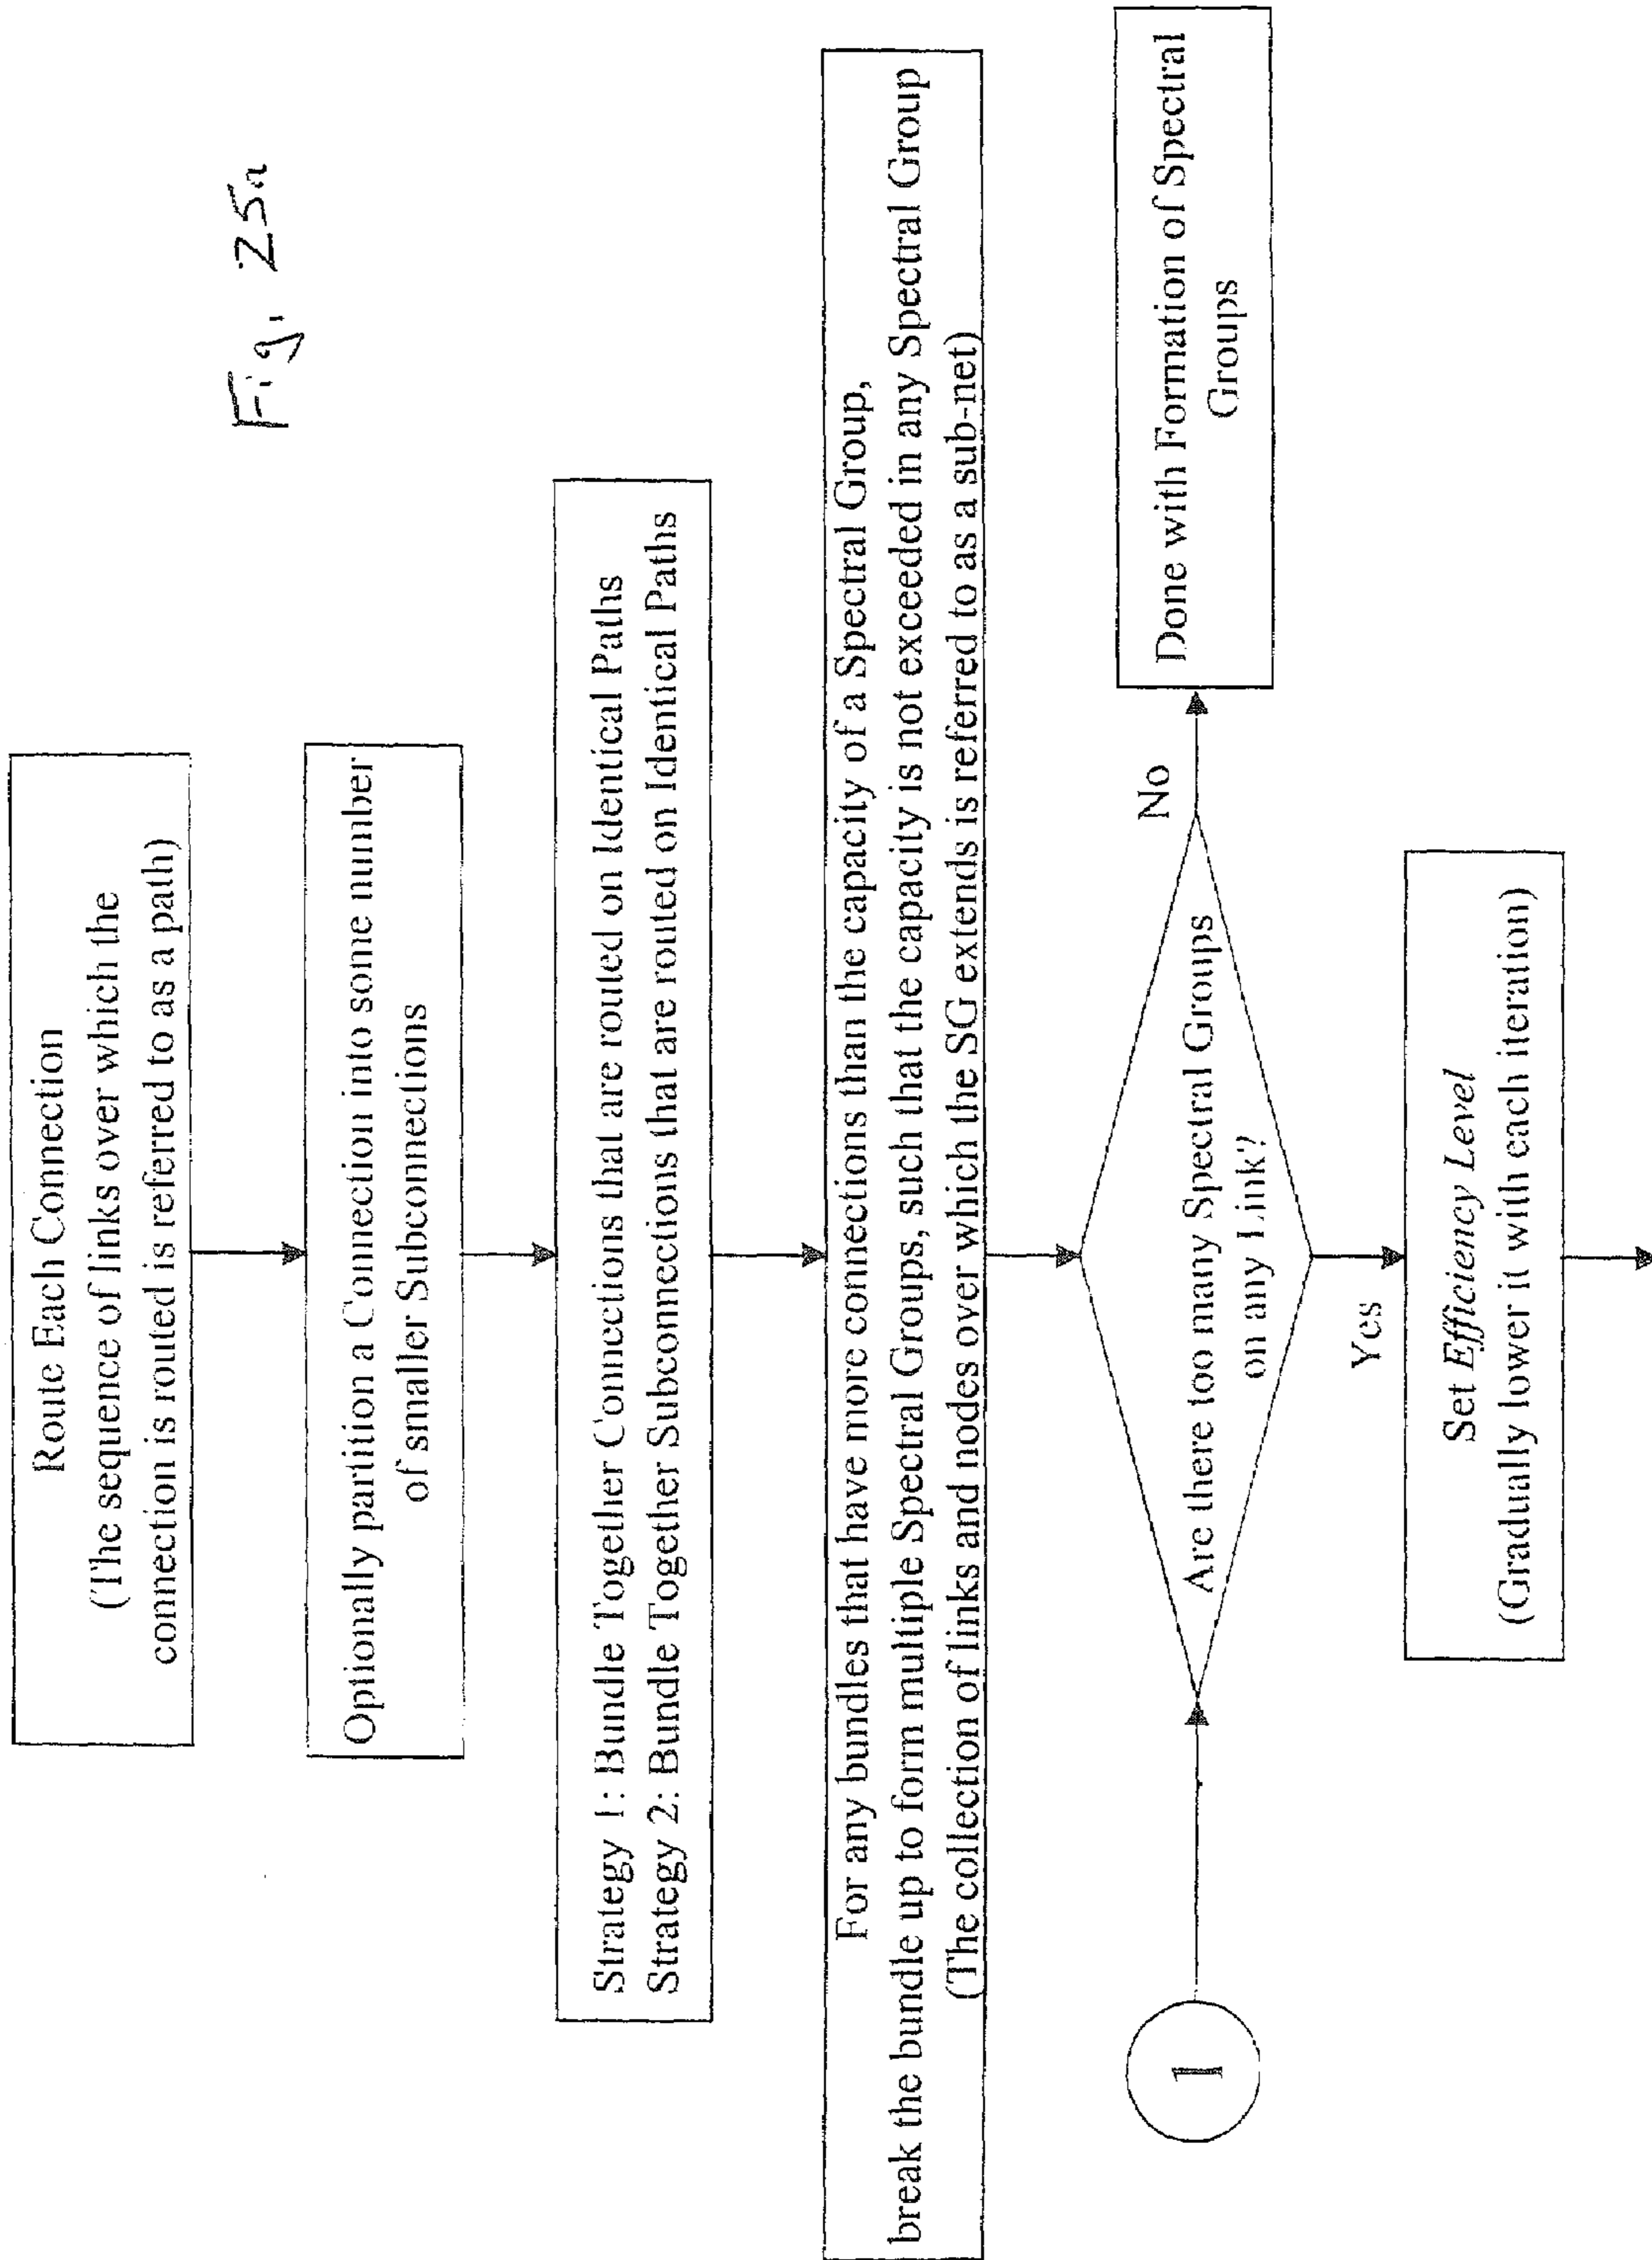 Fig. 25a
Route Each Connection
(The sequence of links over which the
connection is routed is referred to as a path)
Optionally partition a Connection into some number
of smaller Subconnections
Strategy 1: Bundle Together Connections that are routed on Identical Paths
Strategy 2: Bundle Together Subconnections that are routed on Identical Paths
For any bundles that have more connections than the capacity of a Spectral Group,
break the bundle up to form multiple Spectral Groups, such that the capacity is not exceeded in any Spectral Group
(The collection of links and nodes over which the SG extends is referred to as a sub-net)
1
Are there too many Spectral Groups
on any Link?
No
Done with Formation of Spectral
Groups
Yes
Set Efficiency Level
(Gradually lower it with each iteration)